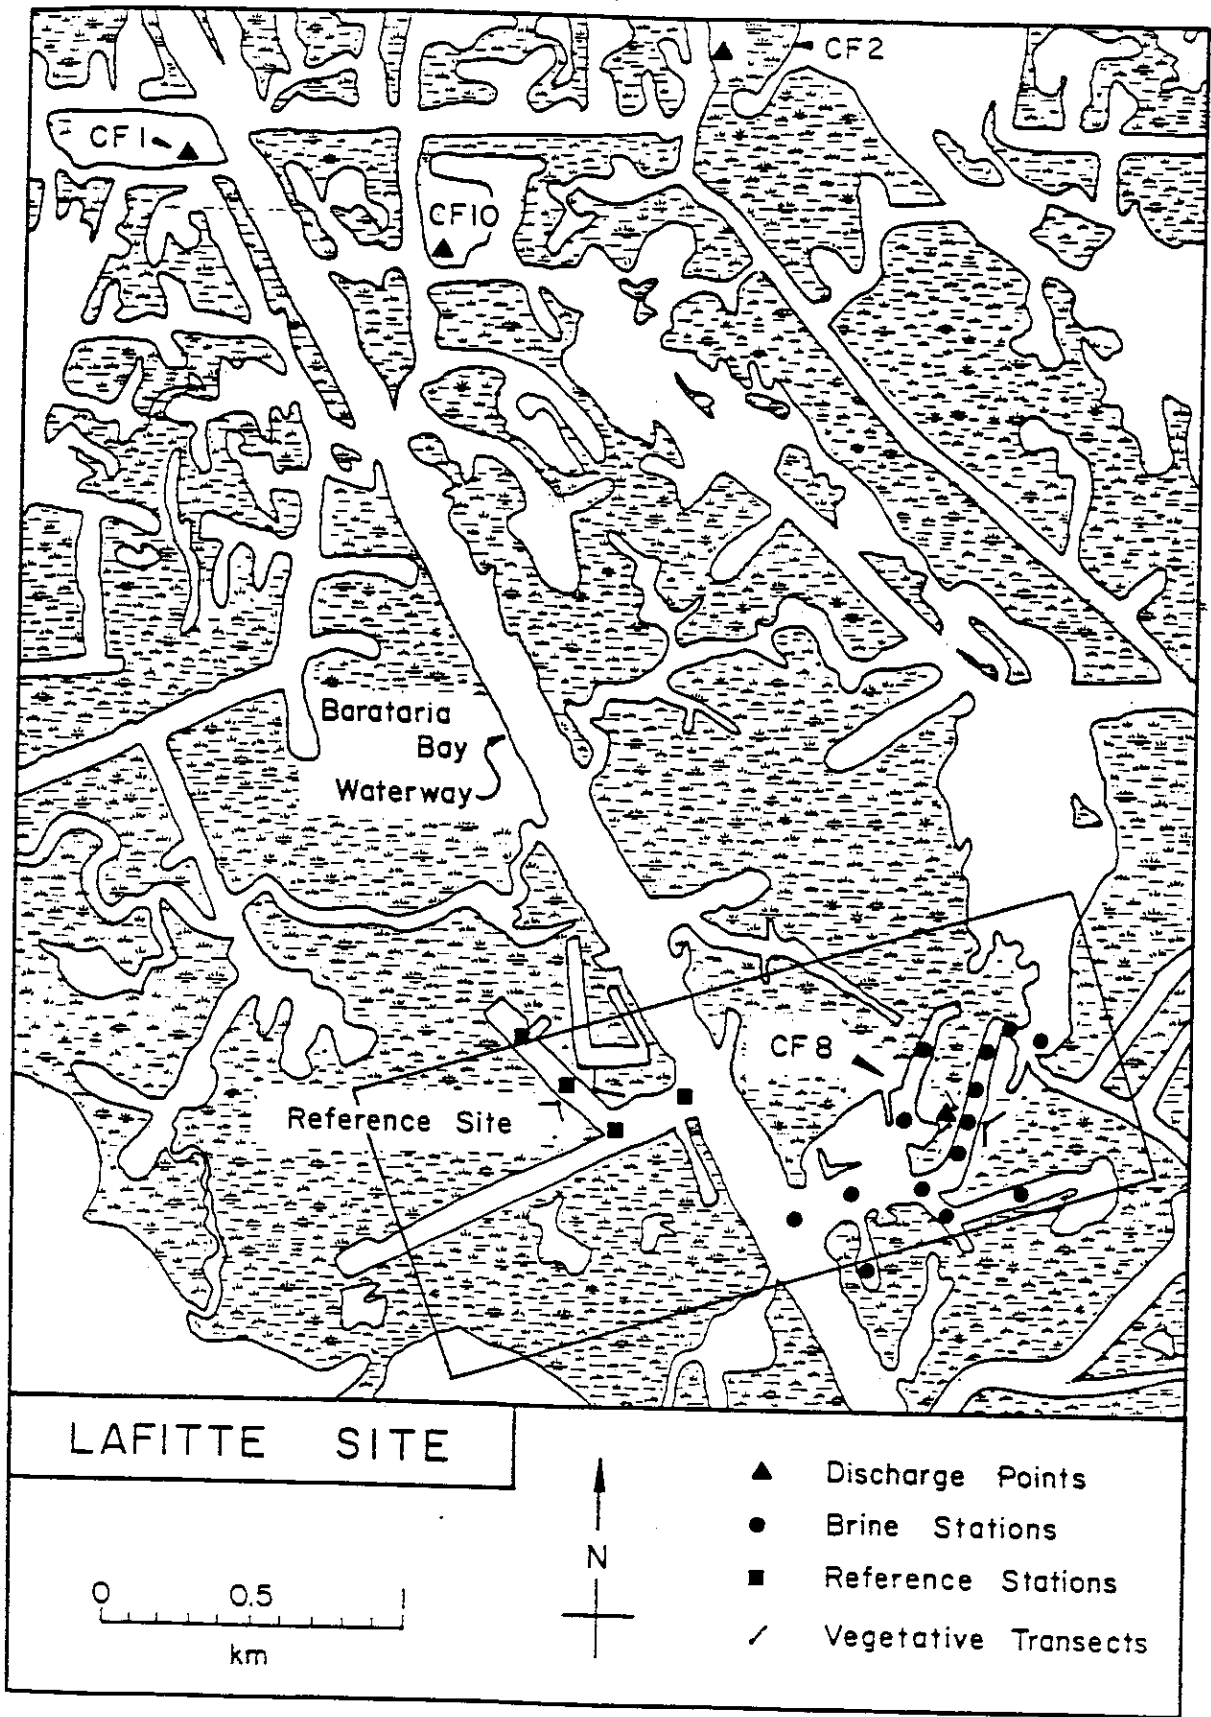 CF2
CF1
CF10
Barataria
Bay
Waterway
CF8
Reference Site
LAFITTE SITE
Discharge Points
Brine Stations
N
Reference Stations
0 0.5 1
km
Vegetative Transects